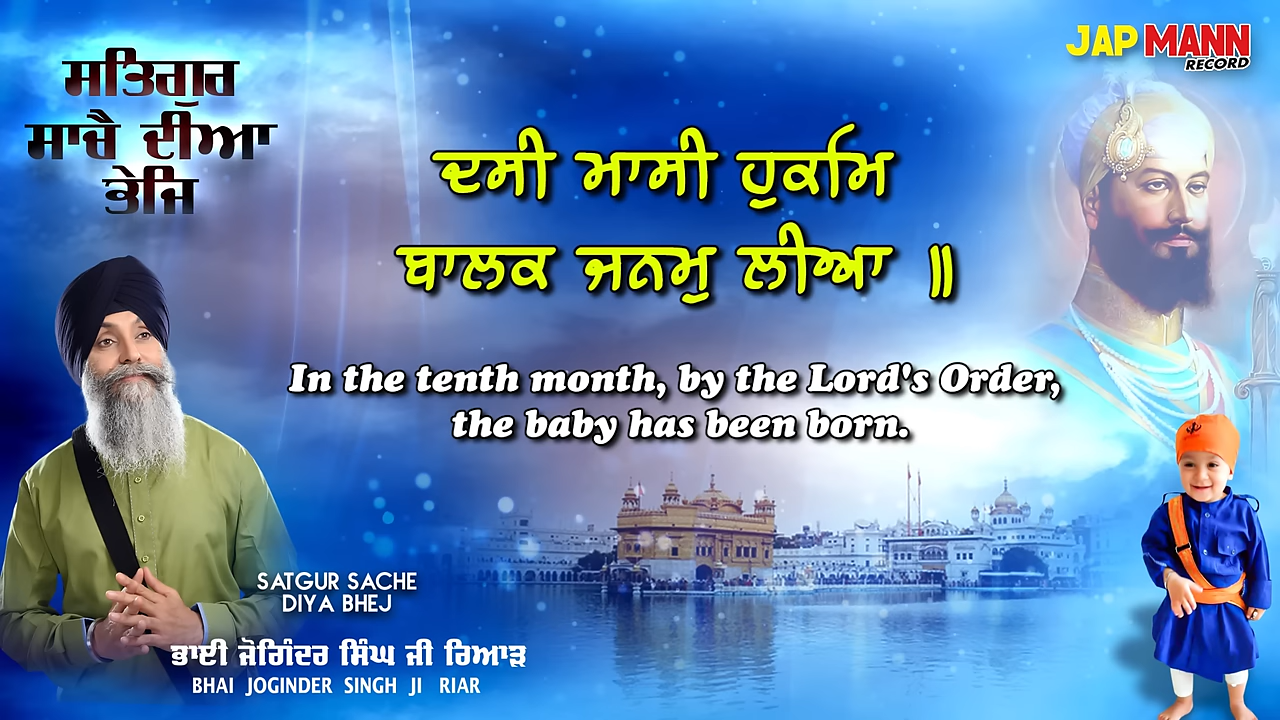 JAP MANN
RECORD
ਸਤਿਗੁਰ
ਸਾਚੈ ਦੀਆ
ਭੇਜਿ
ਦਸੀ ਮਾਸੀ ਹੁਕਮਿ
ਬਾਲਕ ਜਨਮੁ ਲੀਆ ॥
In the tenth month, by the Lord's Order,
the baby has been born.
SATGUR SACHE
DIYA BHEJ
ਭਾਈ ਜੋਗਿੰਦਰ ਸਿੰਘ ਜੀ ਰਿਆੜ
BHAI JOGINDER SINGH JI RIAR